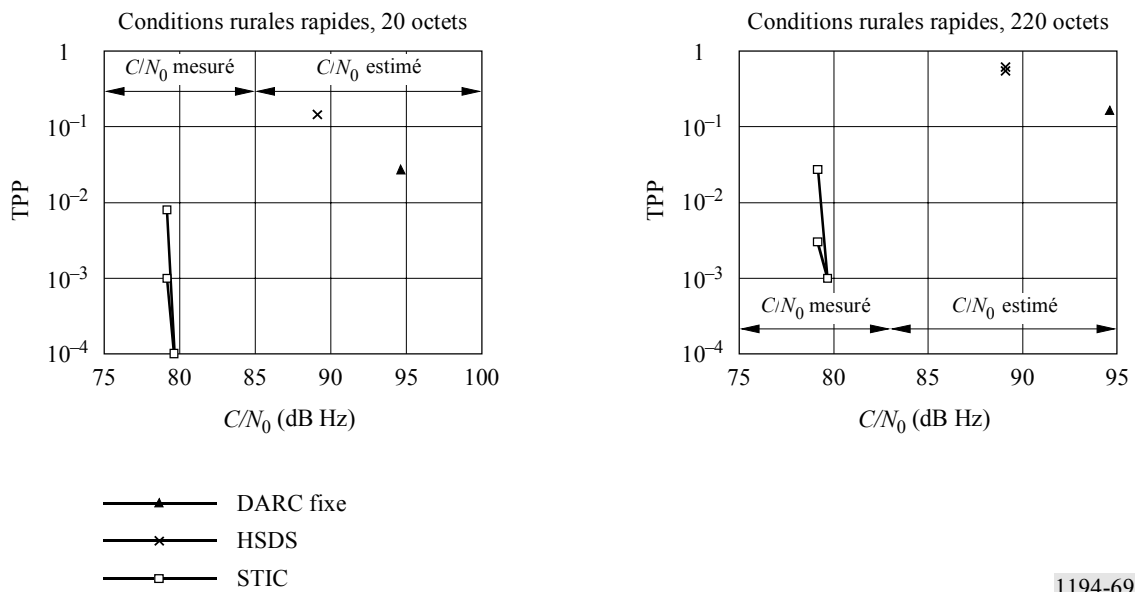 Conditions rurales rapides, 20 octets
1
C/N0 mesuré
C/N0 estimé
10–1
10–2
10–3
10–4
TPP
75
80
85
90
95
100
C/N0 (dB Hz)
Conditions rurales rapides, 220 octets
1
10–1
10–2
10–3
C/N0 mesuré
C/N0 estimé
10–4
TPP
75
80
90
95
C/N0 (dB Hz)
DARC fixe
HSDS
STIC
1194-69